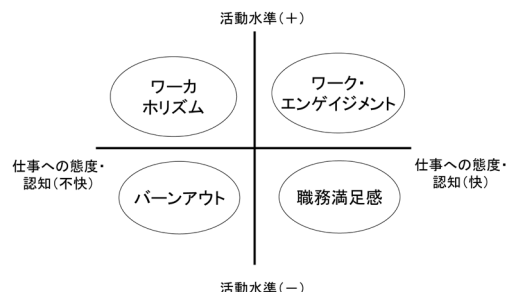 活動水準(+)
ワーカ
ホリズム
ワーク・
エンゲイジメント
仕事への態度・
認知(不快)
仕事への態度・
認知(快)
バーンアウト
職務満足感
活動水準(－)